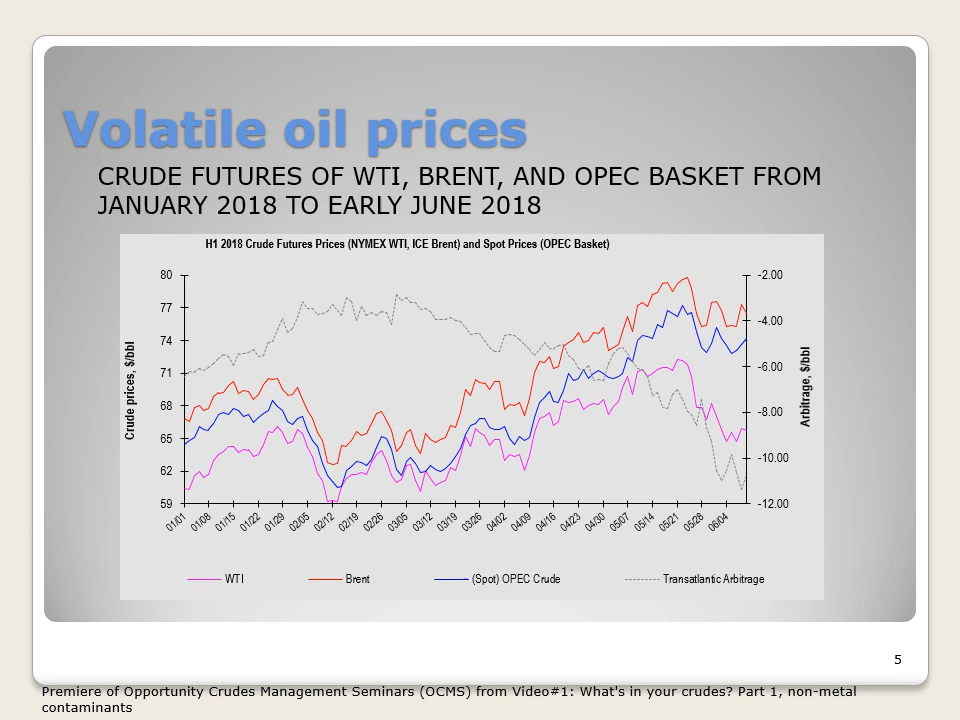 Volatile oil prices
CRUDE FUTURES OF WTI, BRENT, AND OPEC BASKET FROM
JANUARY 2018 TO EARLY JUNE 2018
H1 2018 Crude Futures Prices (NYMEX WTI, ICE Brent) and Spot Prices (OPEC Basket)
Crude prices, $/bbl
80
77
74
71
68
65
62
59
-2.00
-4.00
-6.00
-8.00
-10.00
-12.00
Arbitrage, $/bbl
01/01 01/08 01/15 01/22 01/29 02/05 02/12 02/19 02/26 03/05 03/12 03/19 03/26 04/02 04/09 04/16 04/23 04/30 05/07 05/14 05/21 05/28 06/04
WTI Brent (Spot) OPEC Crude Transatlantic Arbitrage
5
Premiere of Opportunity Crudes Management Seminars (OCMS) from Video#1: What's in your crudes? Part 1, non-metal
contaminants